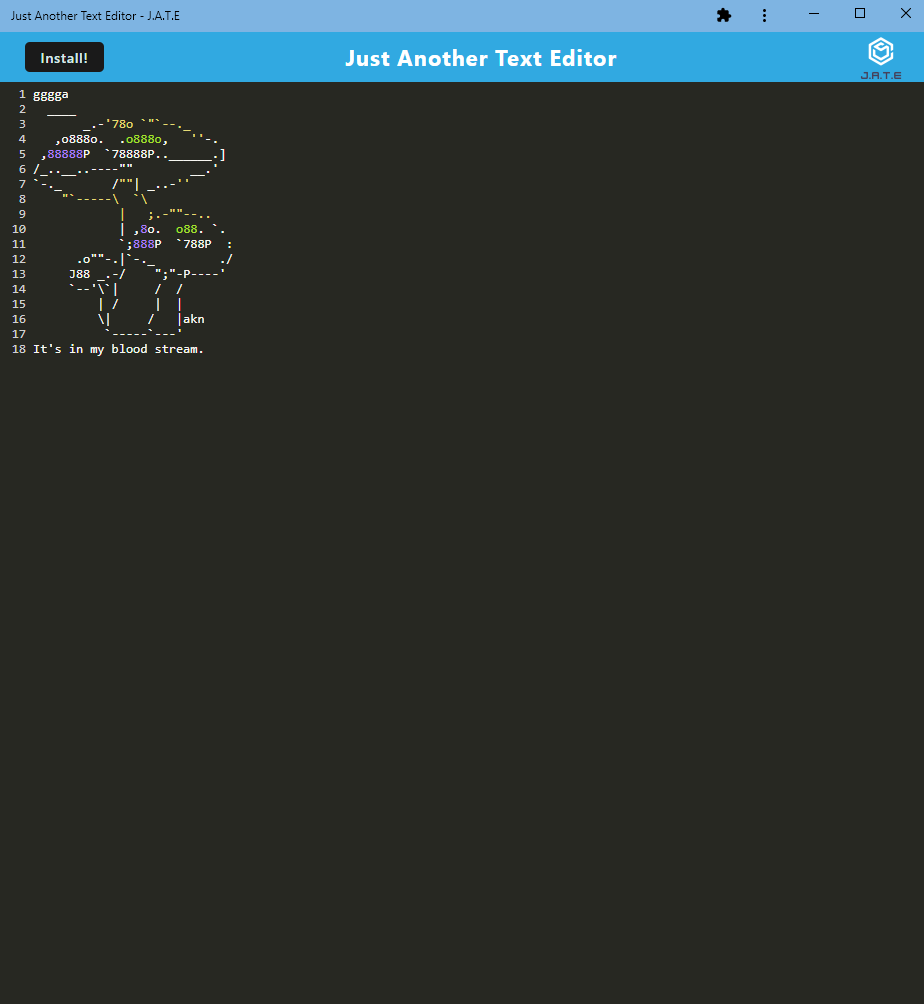 Just Another Text Editor - J.A.T.E
Install!
Just Another Text Editor
J.A.T.E
1 gggga
2   ____
3        _.-'78o `"`--._
4    ,o888o.  .o888o,   ''-.
5  ,88888P  `78888P..______.]
6 /_..__..----""        __.'
7 `-._       /""| _..-''
8     "`-----\  `\
9             |   ;.-""--..
10             | ,8o.  o88. `.
11             `;888P  `788P  :
12       .o""-.|`-._         ./
13      J88 _.-/    ";"-P----'
14      `--'\`|     /  /
15          | /     |  |
16          \|     /   |akn
17           `-----`---'
18 It's in my blood stream.